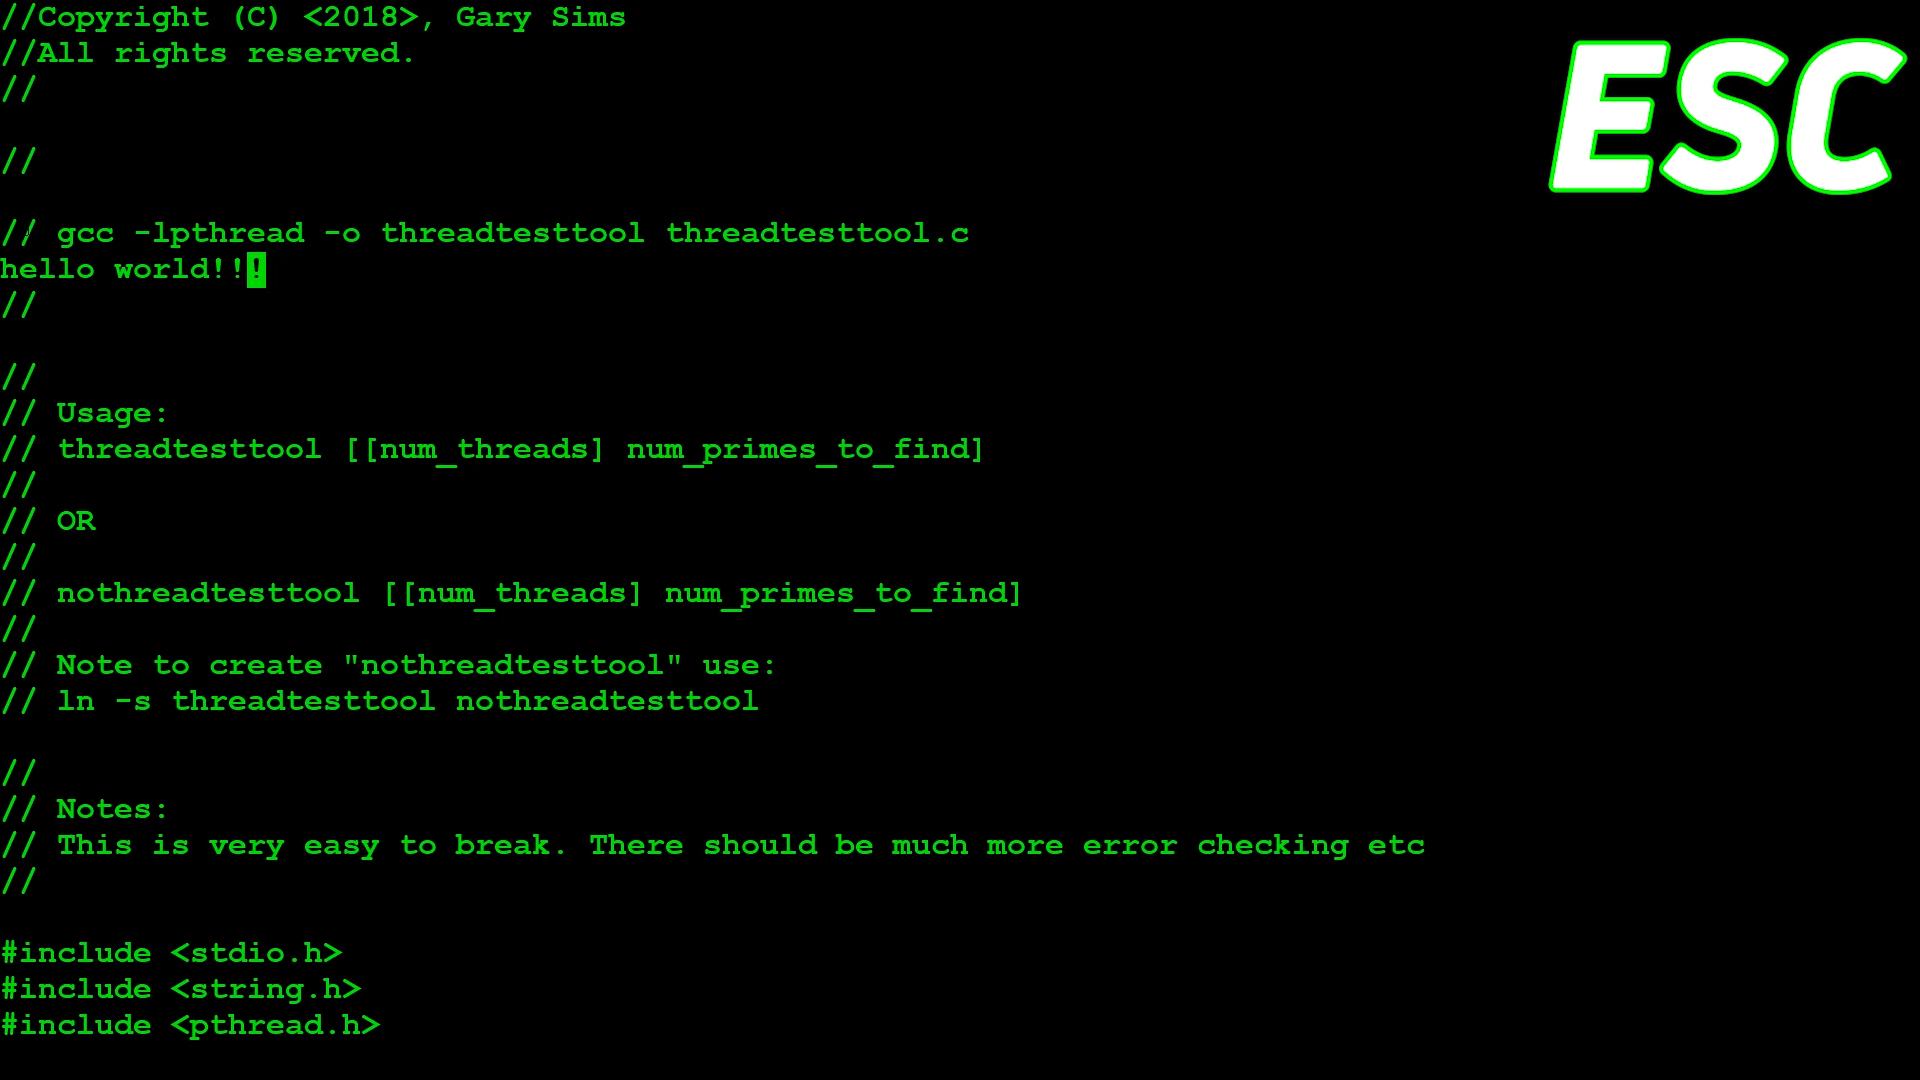 //Copyright (C) <2018>, Gary Sims
//All rights reserved.
//
//
// gcc -lpthread -o threadtesttool threadtesttool.c
hello world!!!
//
//
// Usage:
// threadtesttool [[num_threads] num_primes_to_find]
//
// OR
//
// nothreadtesttool [[num_threads] num_primes_to_find]
//
// Note to create "nothreadtesttool" use:
// ln -s threadtesttool nothreadtesttool
//
// Notes:
// This is very easy to break. There should be much more error checking etc
//
#include <stdio.h>
#include <string.h>
#include <pthread.h>
ESC